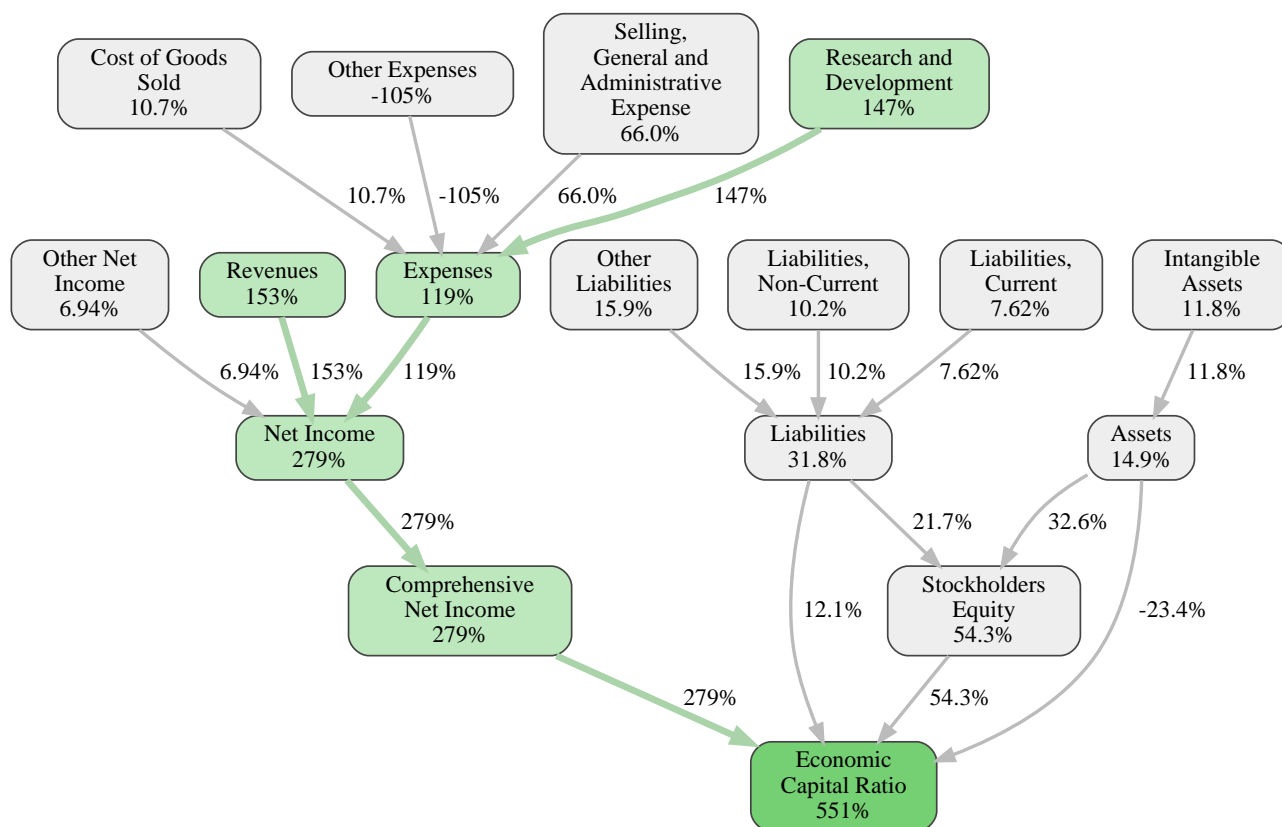 Cost of Goods
Sold
10.7%
Other Expenses
-105%
Selling,
General and
Administrative
Expense
66.0%
Research and
Development
147%
10.7%
-105%
66.0%
147%
Other Net
Income
6.94%
Revenues
153%
Expenses
119%
Other
Liabilities
15.9%
Liabilities,
Non-Current
10.2%
Liabilities,
Current
7.62%
Intangible
Assets
11.8%
6.94%
153%
119%
15.9%
10.2%
7.62%
11.8%
Net Income
279%
Liabilities
31.8%
Assets
14.9%
279%
21.7%
32.6%
Comprehensive
Net Income
279%
12.1%
Stockholders
Equity
54.3%
-23.4%
279%
54.3%
Economic
Capital Ratio
551%